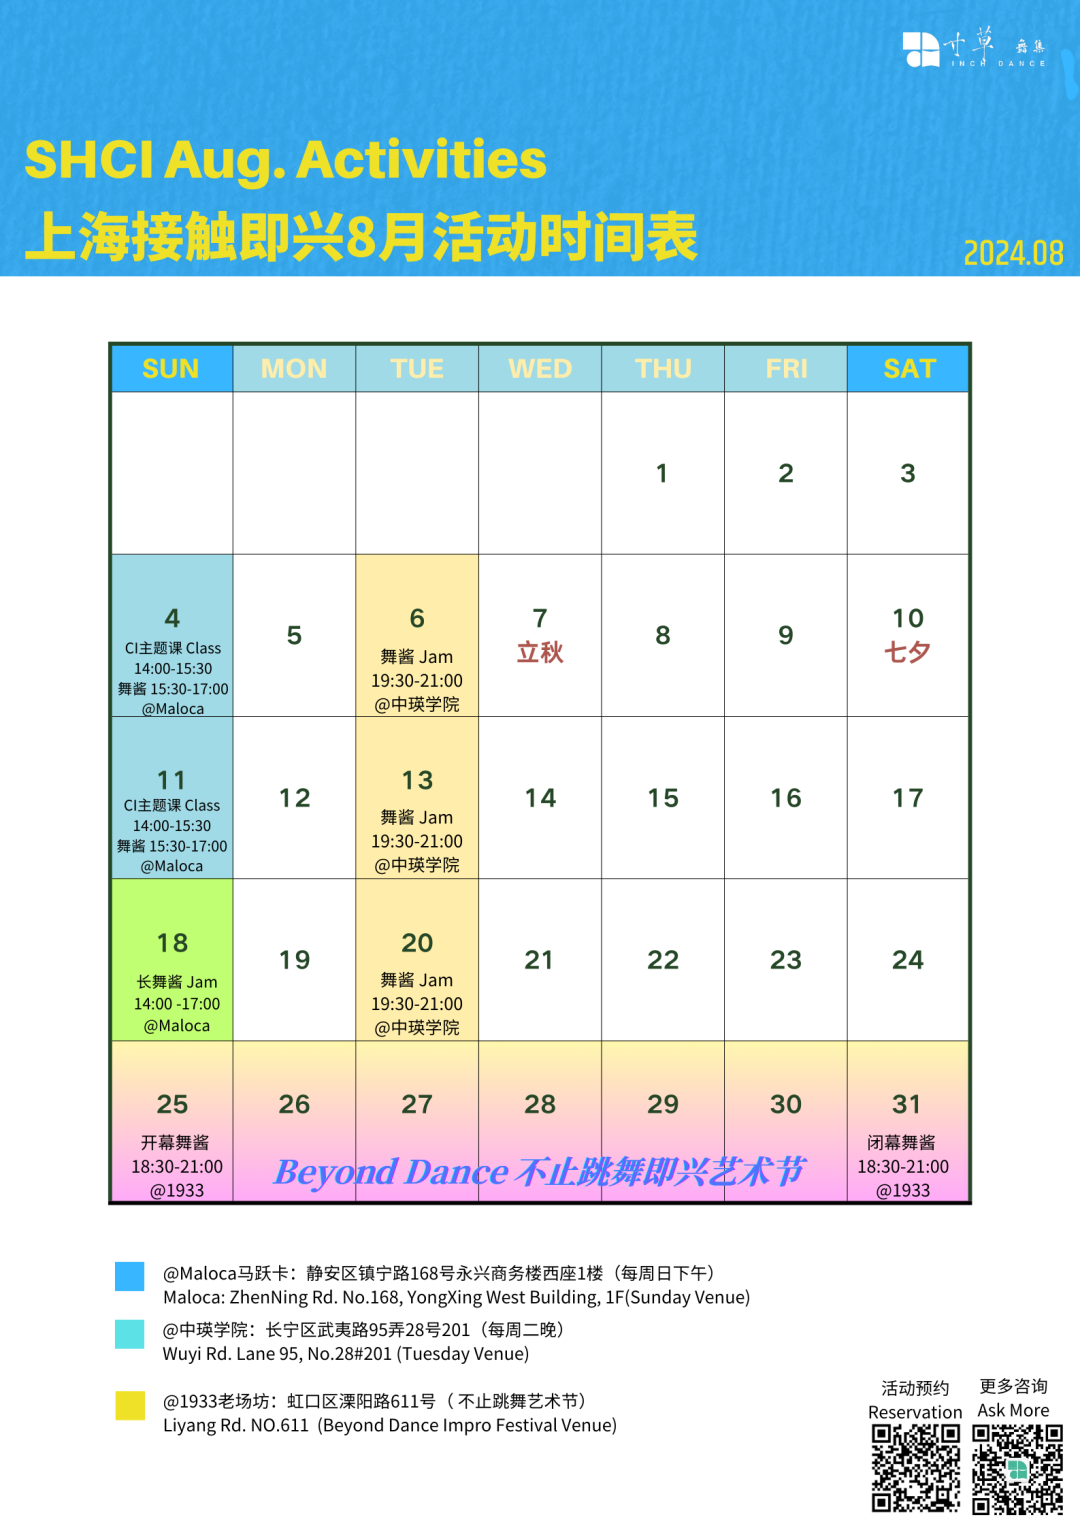 寸草 舞集
INCH DANCE
SHCI Aug. Activities
上海接触即兴8月活动时间表
2024.08
SUN MON TUE WED THU FRI SAT
1 2 3
4
CI主题课 Class
14:00-15:30
舞酱 15:30-17:00
@Maloca
5
6
舞酱 Jam
19:30-21:00
@中瑛学院
7
立秋
8
9
10
七夕
11
CI主题课 Class
14:00-15:30
舞酱 15:30-17:00
@Maloca
12
13
舞酱 Jam
19:30-21:00
@中瑛学院
14
15
16
17
18
长舞酱 Jam
14:00 -17:00
@Maloca
19
20
舞酱 Jam
19:30-21:00
@中瑛学院
21
22
23
24
25
开幕舞酱
18:30-21:00
@1933
26
27
28
29
30
31
闭幕舞酱
18:30-21:00
@1933
Beyond Dance 不止跳舞即兴艺术节
@Maloca马跃卡：静安区镇宁路168号永兴商务楼西座1楼（每周日下午）
Maloca: ZhenNing Rd. No.168, YongXing West Building, 1F(Sunday Venue)
@中瑛学院：长宁区武夷路95弄28号201（每周二晚）
Wuyi Rd. Lane 95, No.28#201 (Tuesday Venue)
@1933老场坊：虹口区溧阳路611号（ 不止跳舞艺术节）
Liyang Rd. NO.611 (Beyond Dance Impro Festival Venue)
活动预约
Reservation
更多咨询
Ask More